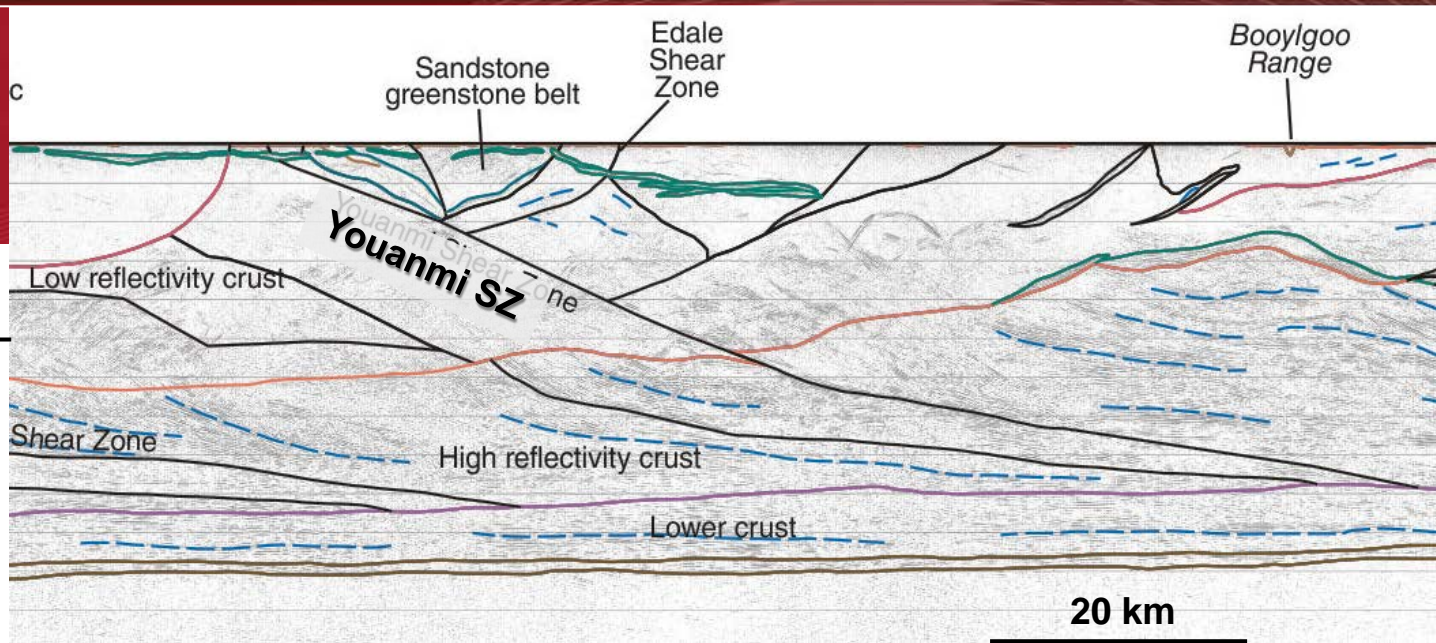 c
Sandstone
greenstone belt
Edale
Shear
Zone
Booylgoo
Range
Youanmi Shear Zone
Youanmi SZ
Low reflectivity crust
Shear Zone
High reflectivity crust
Lower crust
20 km